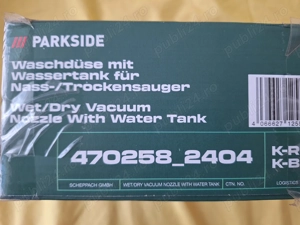 /// PARKSIDE
Waschdüse mit
Wassertank für
Nass-/Trockensauger
Wet/Dry Vacuum
Nozzle With Water Tank
470258_2404
K-R
K-B
SCHEPPACH GMBH
WET/DRY VACUUM NOZZLE WITH WATER TANK
CTN. NO.